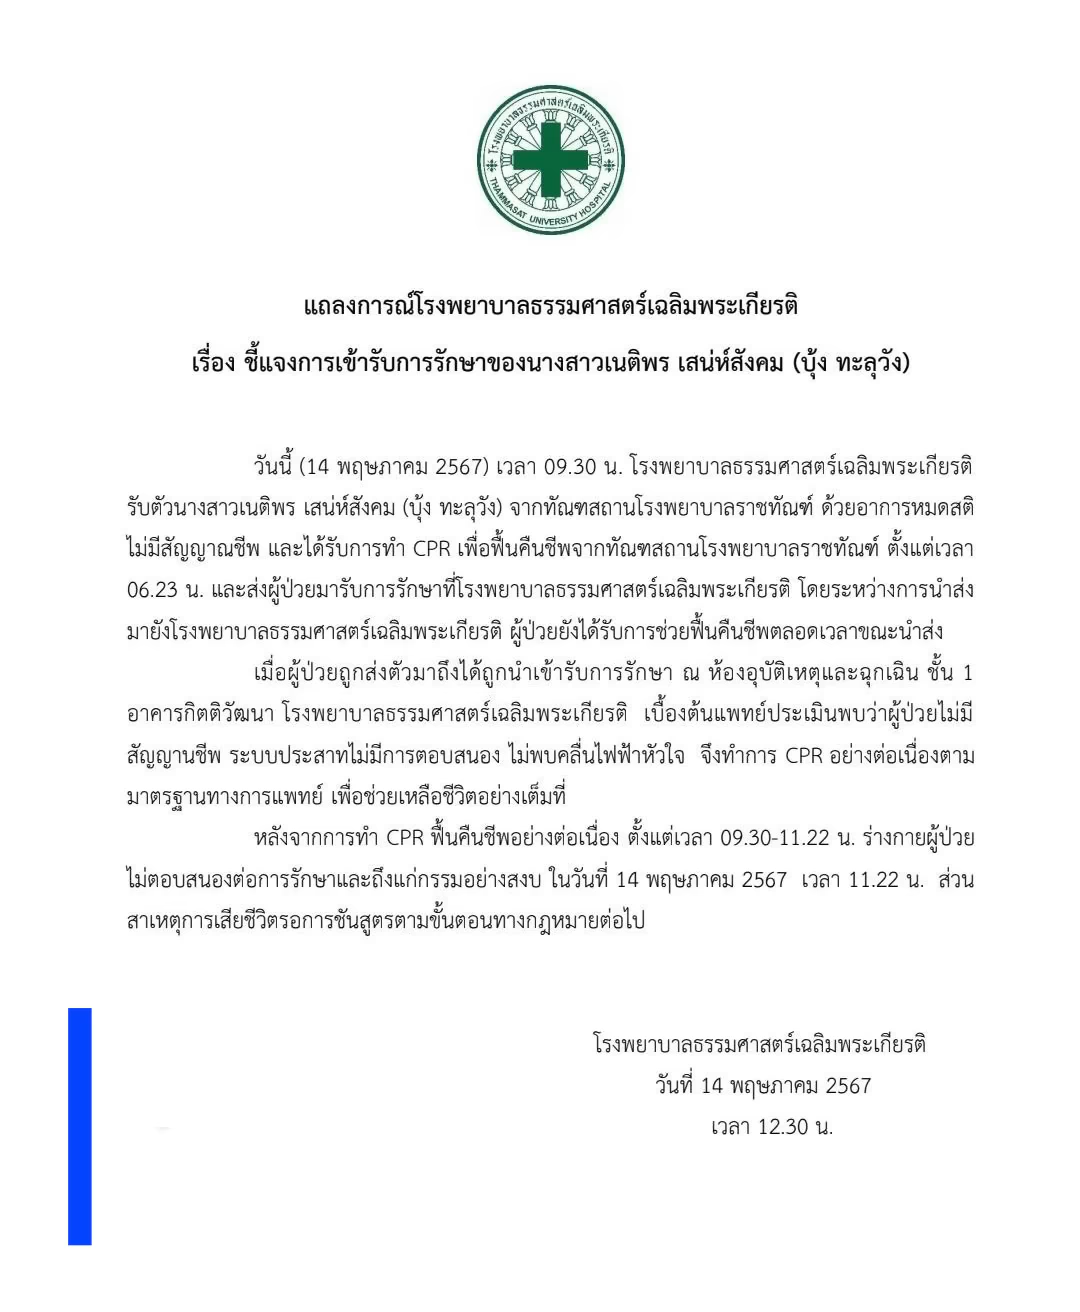 โรงพยาบาลธรรมศาสตร์เฉลิมพระเกียรติ
THAMMASAT UNIVERSITY HOSPITAL
แถลงการณ์โรงพยาบาลธรรมศาสตร์เฉลิมพระเกียรติ
เรื่อง ชี้แจงการเข้ารับการรักษาของนางสาวเนติพร เสน่ห์สังคม (บุ้ง ทะลุวัง)
วันนี้ (14 พฤษภาคม 2567) เวลา 09.30 น. โรงพยาบาลธรรมศาสตร์เฉลิมพระเกียรติ
รับตัวนางสาวเนติพร เสน่ห์สังคม (บุ้ง ทะลุวัง) จากทัณฑสถานโรงพยาบาลราชทัณฑ์ ด้วยอาการหมดสติ
ไม่มีสัญญาณชีพ และได้รับการทำ CPR เพื่อฟื้นคืนชีพจากทัณฑสถานโรงพยาบาลราชทัณฑ์ ตั้งแต่เวลา
06.23 น. และส่งผู้ป่วยมารับการรักษาที่โรงพยาบาลธรรมศาสตร์เฉลิมพระเกียรติ โดยระหว่างการนำส่ง
มายังโรงพยาบาลธรรมศาสตร์เฉลิมพระเกียรติ ผู้ป่วยยังได้รับการช่วยฟื้นคืนชีพตลอดเวลาขณะนำส่ง
เมื่อผู้ป่วยถูกส่งตัวมาถึงได้ถูกนำเข้ารับการรักษา ณ ห้องอุบัติเหตุและฉุกเฉิน ชั้น 1
อาคารกิตติวัฒนา โรงพยาบาลธรรมศาสตร์เฉลิมพระเกียรติ เบื้องต้นแพทย์ประเมินพบว่าผู้ป่วยไม่มี
สัญญานชีพ ระบบประสาทไม่มีการตอบสนอง ไม่พบคลื่นไฟฟ้าหัวใจ จึงทำการ CPR อย่างต่อเนื่องตาม
มาตรฐานทางการแพทย์ เพื่อช่วยเหลือชีวิตอย่างเต็มที่
หลังจากการทำ CPR ฟื้นคืนชีพอย่างต่อเนื่อง ตั้งแต่เวลา 09.30-11.22 น. ร่างกายผู้ป่วย
ไม่ตอบสนองต่อการรักษาและถึงแก่กรรมอย่างสงบ ในวันที่ 14 พฤษภาคม 2567 เวลา 11.22 น. ส่วน
สาเหตุการเสียชีวิตรอการชันสูตรตามขั้นตอนทางกฎหมายต่อไป
โรงพยาบาลธรรมศาสตร์เฉลิมพระเกียรติ
วันที่ 14 พฤษภาคม 2567
เวลา 12.30 น.